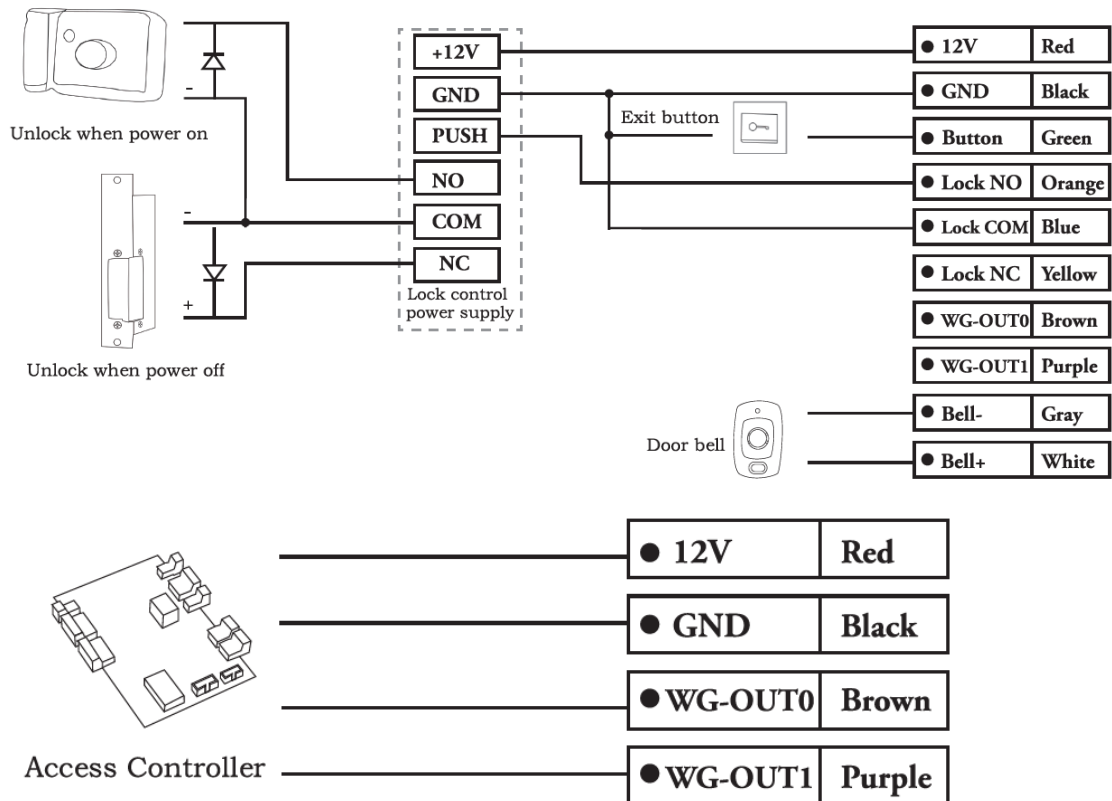 Unlock when power on
-
Unlock when power off
-
+
+12V
GND
PUSH
NO
COM
NC
Lock control
power supply
Exit button
Door bell
12V Red
GND Black
Button Green
Lock NO Orange
Lock COM Blue
Lock NC Yellow
WG-OUT0 Brown
WG-OUT1 Purple
Bell- Gray
Bell+ White
Access Controller
12V Red
GND Black
WG-OUT0 Brown
WG-OUT1 Purple